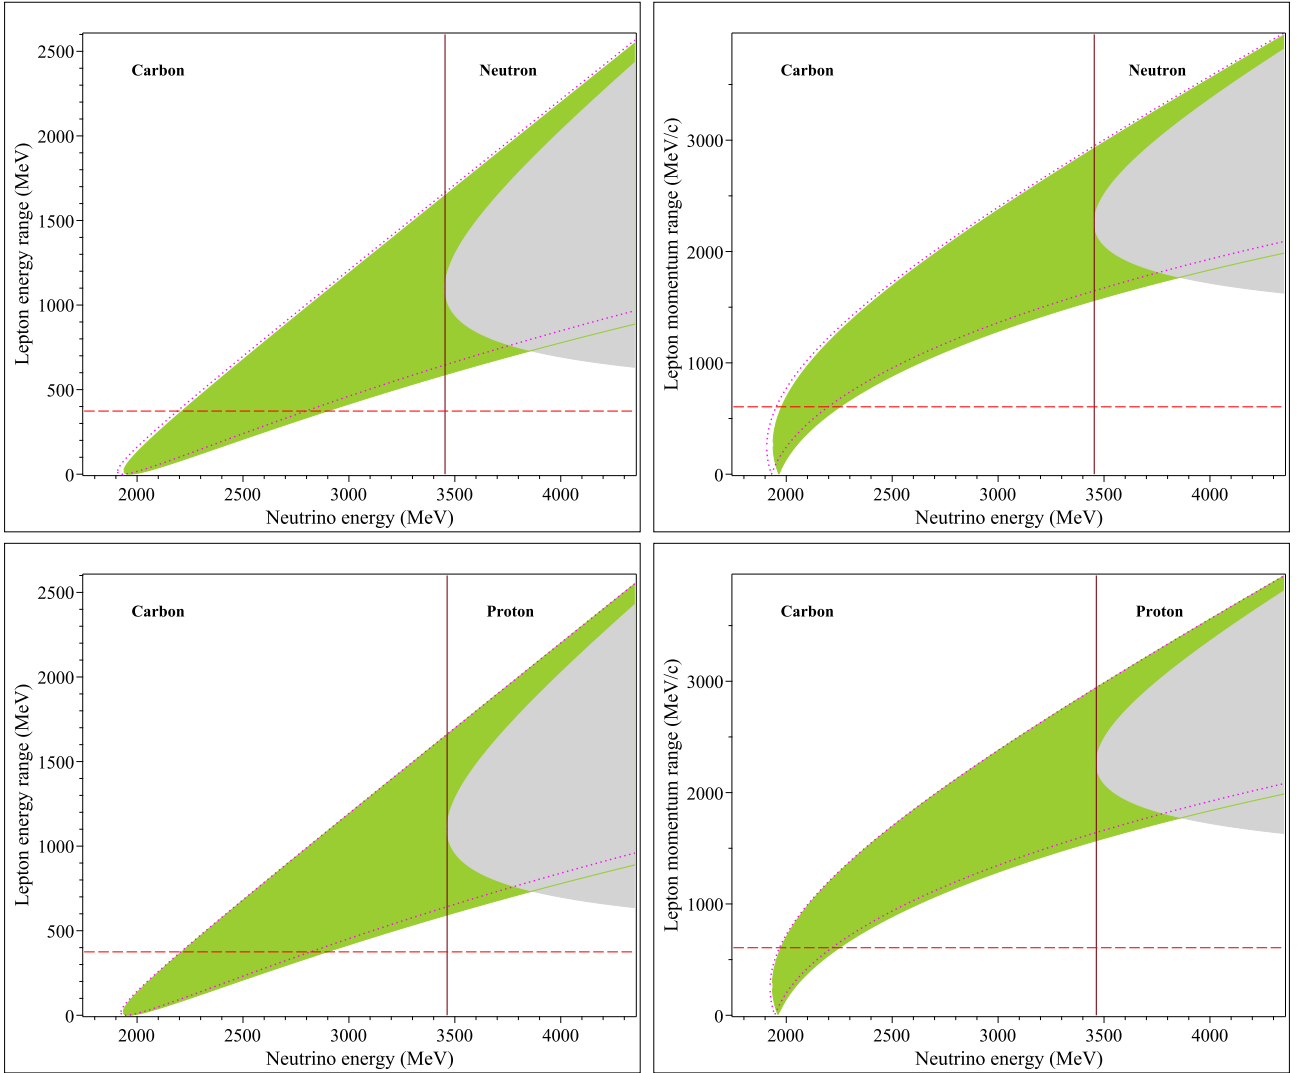 Carbon
Neutron
Lepton energy range (MeV)
2500
2000
1500
1000
500
0
2000 2500 3000 3500 4000
Neutrino energy (MeV)
Carbon
Neutron
Lepton momentum range (MeV/c)
3000
2000
1000
0
2000 2500 3000 3500 4000
Neutrino energy (MeV)
Carbon
Proton
Lepton energy range (MeV)
2500
2000
1500
1000
500
0
2000 2500 3000 3500 4000
Neutrino energy (MeV)
Carbon
Proton
Lepton momentum range (MeV/c)
3000
2000
1000
0
2000 2500 3000 3500 4000
Neutrino energy (MeV)